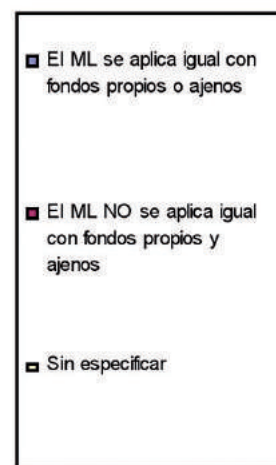 El ML se aplica igual con
fondos propios o ajenos
El ML NO se aplica igual
con fondos propios y
ajenos
Sin especificar